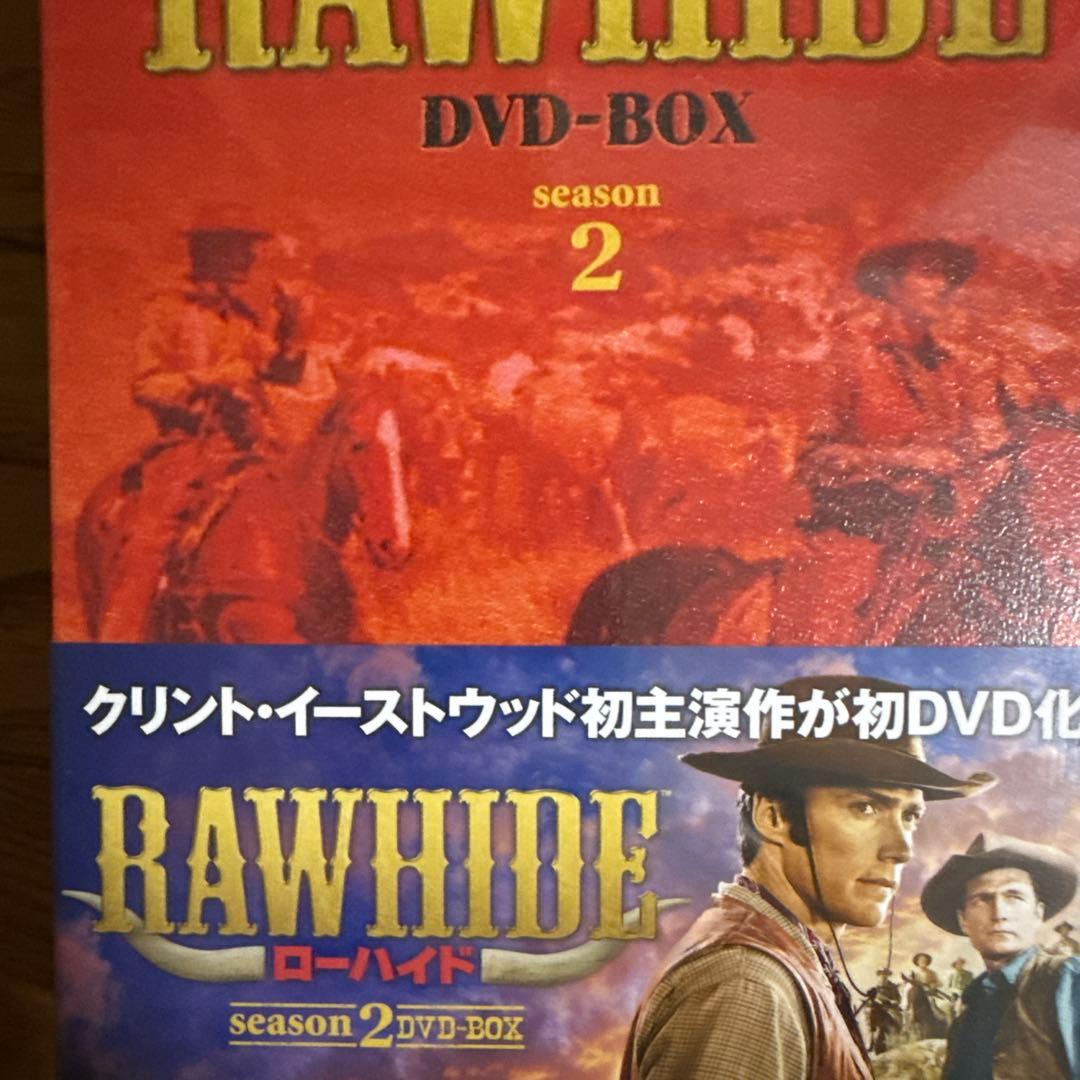 RAWHIDE
DVD-BOX
season
2
クリント・イーストウッド初主演作が初DVD化
RAWHIDE™
ローハイド
season 2 DVD-BOX